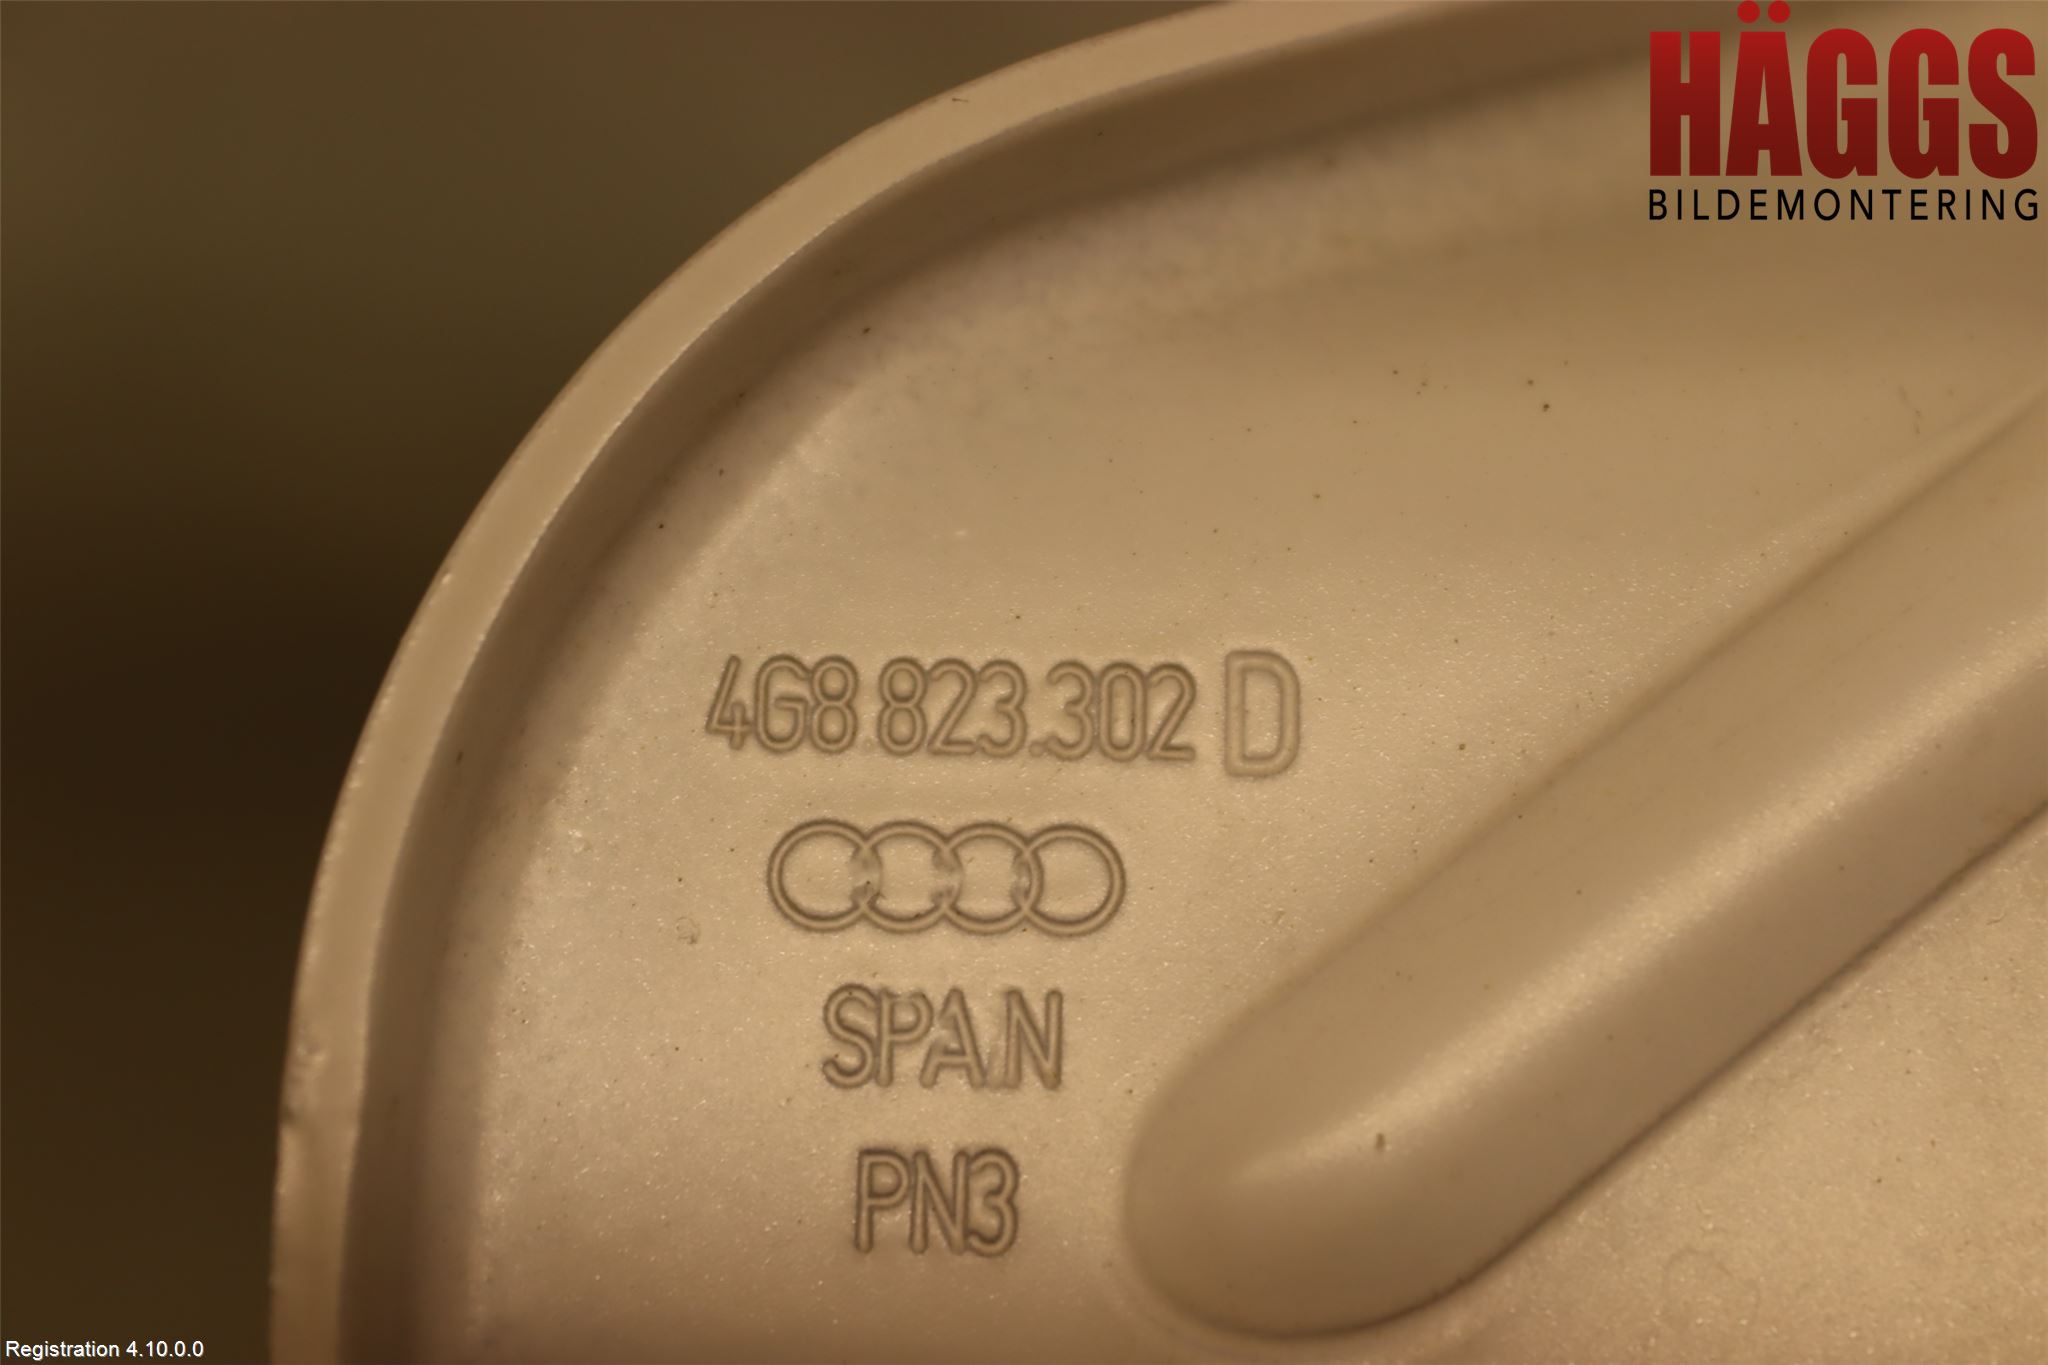 HÄGGS
BILDEMONTERING
4G8.823.302 D
SPAIN
PN3
Registration 4.10.0.0